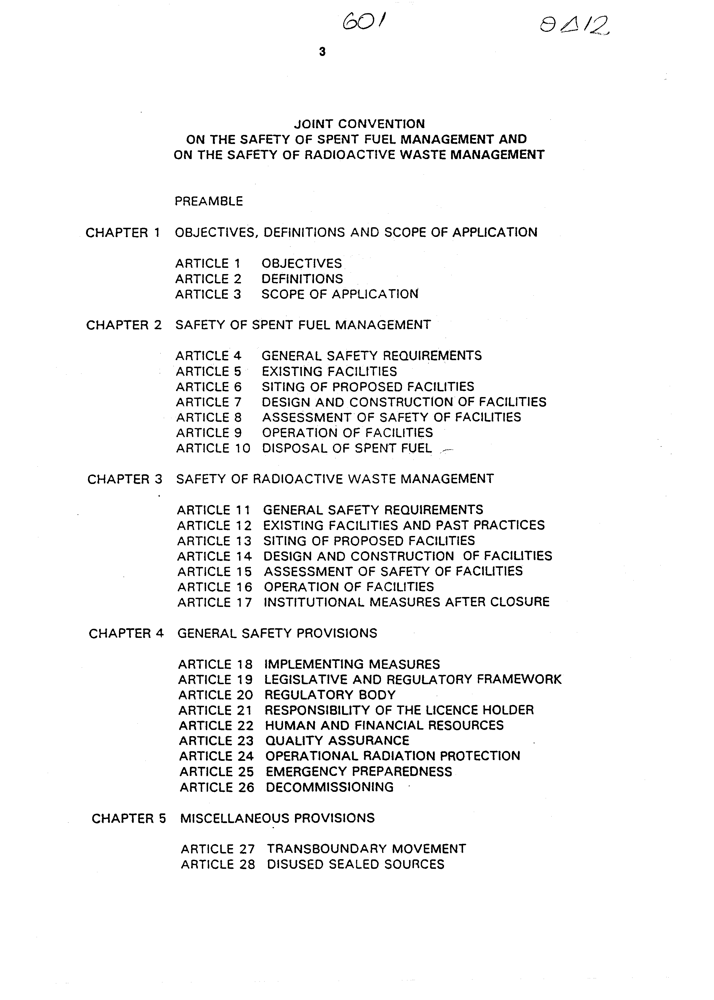 601
ΘΔ12
3
JOINT CONVENTION
ON THE SAFETY OF SPENT FUEL MANAGEMENT AND
ON THE SAFETY OF RADIOACTIVE WASTE MANAGEMENT
PREAMBLE
CHAPTER 1 OBJECTIVES, DEFINITIONS AND SCOPE OF APPLICATION
ARTICLE 1 OBJECTIVES
ARTICLE 2 DEFINITIONS
ARTICLE 3 SCOPE OF APPLICATION
CHAPTER 2 SAFETY OF SPENT FUEL MANAGEMENT
ARTICLE 4 GENERAL SAFETY REQUIREMENTS
ARTICLE 5 EXISTING FACILITIES
ARTICLE 6 SITING OF PROPOSED FACILITIES
ARTICLE 7 DESIGN AND CONSTRUCTION OF FACILITIES
ARTICLE 8 ASSESSMENT OF SAFETY OF FACILITIES
ARTICLE 9 OPERATION OF FACILITIES
ARTICLE 10 DISPOSAL OF SPENT FUEL
CHAPTER 3 SAFETY OF RADIOACTIVE WASTE MANAGEMENT
ARTICLE 11 GENERAL SAFETY REQUIREMENTS
ARTICLE 12 EXISTING FACILITIES AND PAST PRACTICES
ARTICLE 13 SITING OF PROPOSED FACILITIES
ARTICLE 14 DESIGN AND CONSTRUCTION OF FACILITIES
ARTICLE 15 ASSESSMENT OF SAFETY OF FACILITIES
ARTICLE 16 OPERATION OF FACILITIES
ARTICLE 17 INSTITUTIONAL MEASURES AFTER CLOSURE
CHAPTER 4 GENERAL SAFETY PROVISIONS
ARTICLE 18 IMPLEMENTING MEASURES
ARTICLE 19 LEGISLATIVE AND REGULATORY FRAMEWORK
ARTICLE 20 REGULATORY BODY
ARTICLE 21 RESPONSIBILITY OF THE LICENCE HOLDER
ARTICLE 22 HUMAN AND FINANCIAL RESOURCES
ARTICLE 23 QUALITY ASSURANCE
ARTICLE 24 OPERATIONAL RADIATION PROTECTION
ARTICLE 25 EMERGENCY PREPAREDNESS
ARTICLE 26 DECOMMISSIONING
CHAPTER 5 MISCELLANEOUS PROVISIONS
ARTICLE 27 TRANSBOUNDARY MOVEMENT
ARTICLE 28 DISUSED SEALED SOURCES